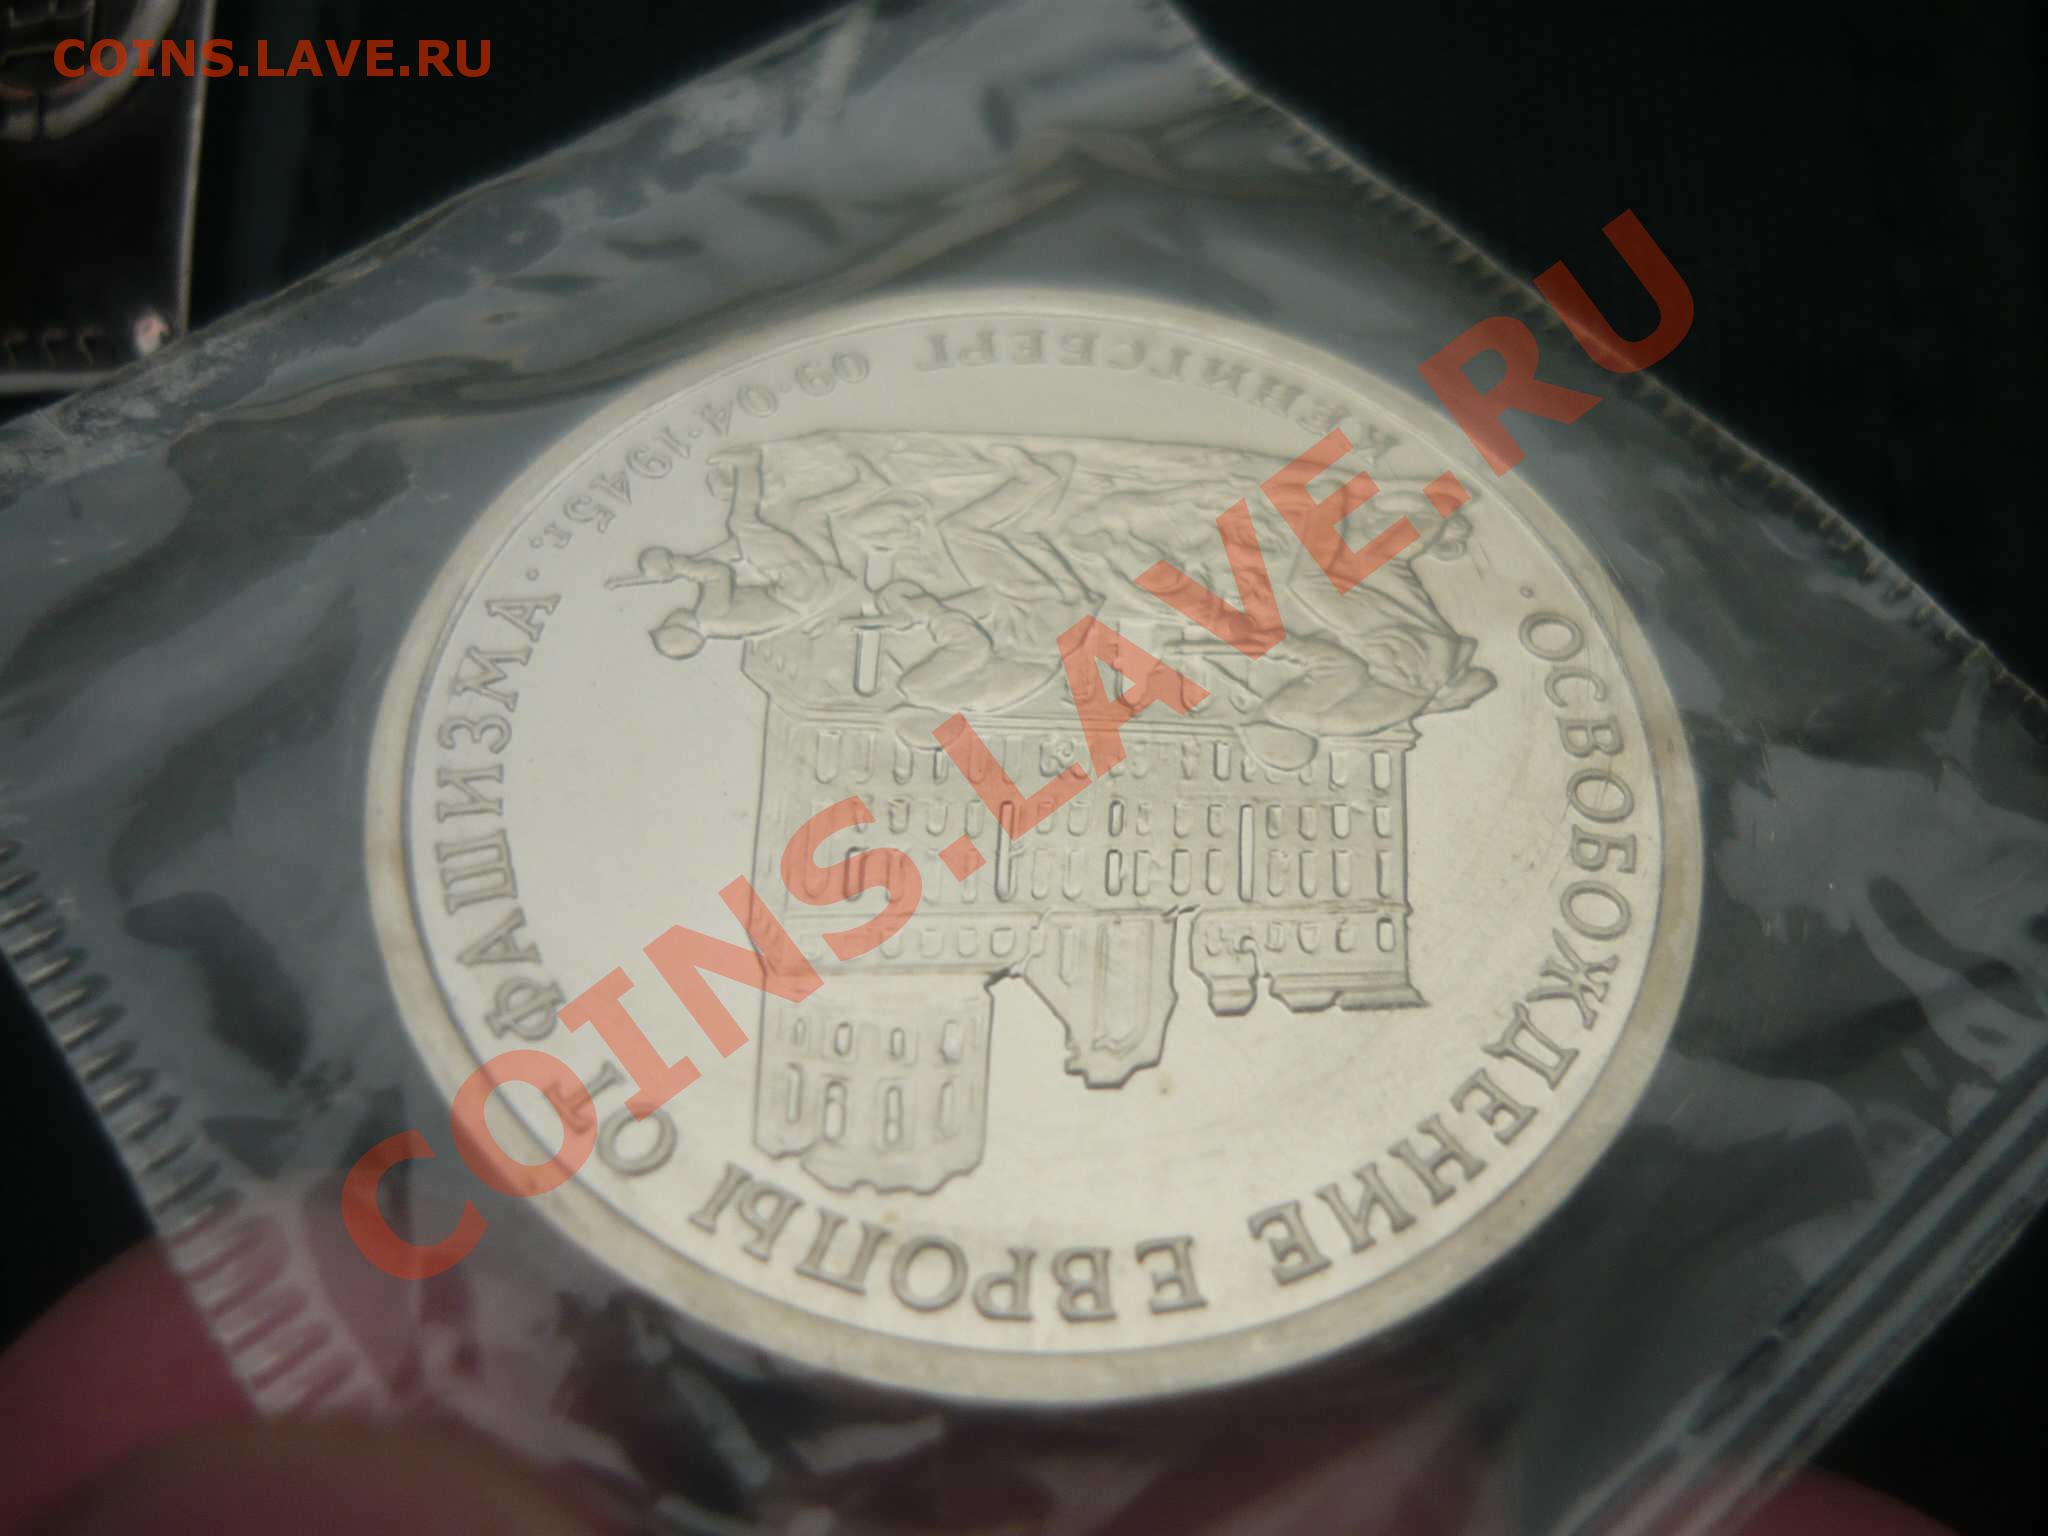 COINS.LAVE.RU
· ОСВОБОЖДЕНИЕ ЕВРОПЫ ОТ ФАШИЗМА ·
КЕНИГСБЕРГ 09·04·1945г.
COINS.LAVE.RU